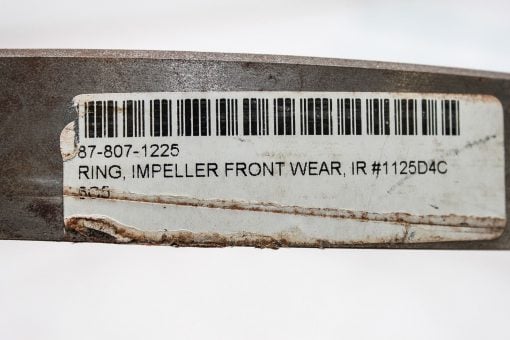 87-807-1225
RING, IMPELLER FRONT WEAR, IR #1125D4C